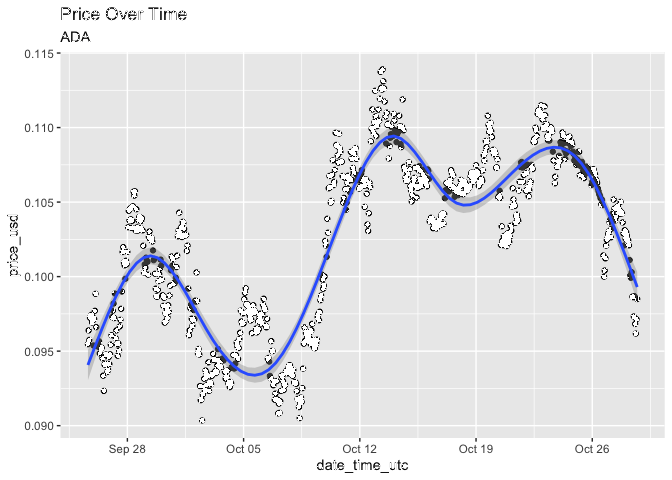 Price Over Time
ADA
0.115
0.110
0.105
0.100
0.095
0.090
price_usd
Sep 28
Oct 05
Oct 12
Oct 19
Oct 26
date_time_utc